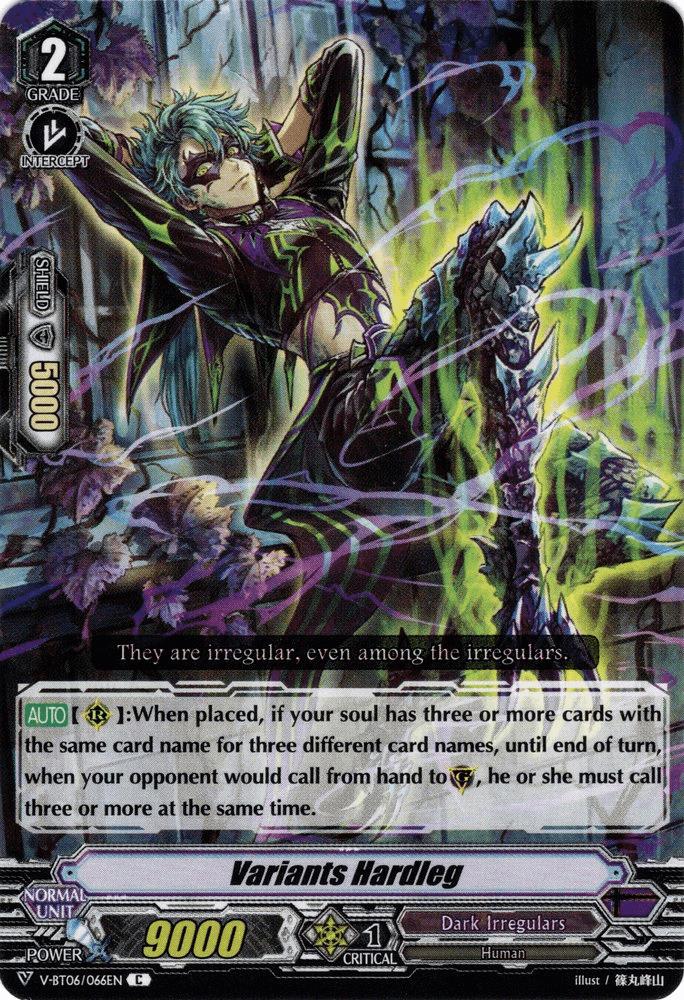 2
GRADE
INTERCEPT
SHIELD
5000
They are irregular, even among the irregulars.
AUTO【 R 】:When placed, if your soul has three or more cards with
the same card name for three different card names, until end of turn,
when your opponent would call from hand to G, he or she must call
three or more at the same time.
Variants Hardleg
NORMAL
UNIT
POWER 9000
1
CRITICAL
Dark Irregulars
Human
V-BT06/066EN C
illust / 篠丸峰山